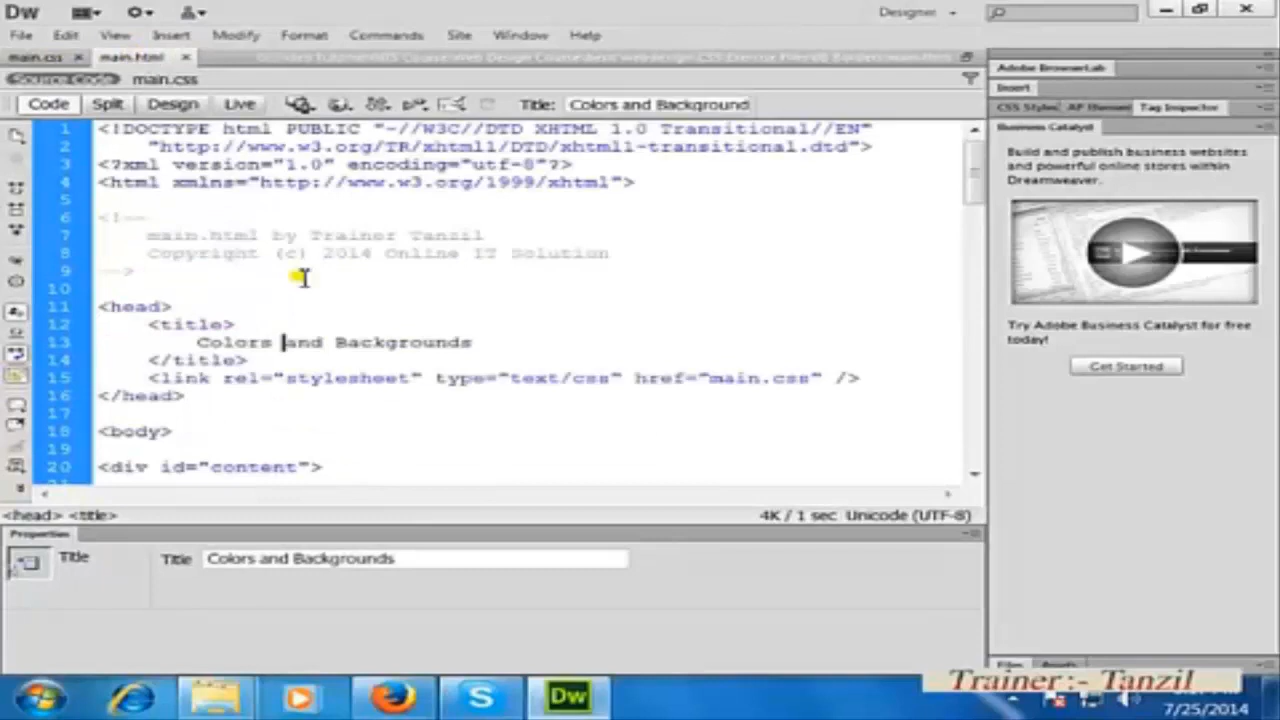 Dw
Designer
File Edit View Insert Modify Format Commands Site Window Help
main.css × main.html ×
Source Code main.css
Code Split Design Live Title: Colors and Background
1 <!DOCTYPE html PUBLIC "-//W3C//DTD XHTML 1.0 Transitional//EN"
2 "http://www.w3.org/TR/xhtml1/DTD/xhtml1-transitional.dtd">
3 <?xml version="1.0" encoding="utf-8"?>
4 <html xmlns="http://www.w3.org/1999/xhtml">
5
6 <!--
7 main.html by Trainer Tanzil
8 Copyright (c) 2014 Online IT Solution
9 -->
10
11 <head>
12 <title>
13 Colors and Backgrounds
14 </title>
15 <link rel="stylesheet" type="text/css" href="main.css" />
16 </head>
17
18 <body>
19
20 <div id="content">
<head> <title>
4K / 1 sec Unicode (UTF-8)
Properties
Title Title Colors and Backgrounds
Adobe BrowserLab
Insert
CSS Styles AP Elements Tag Inspector
Business Catalyst
Build and publish business websites
and powerful online stores within
Dreamweaver.
Try Adobe Business Catalyst for free
today!
Get Started
Files Assets
Trainer :- Tanzil
Dw
7/25/2014